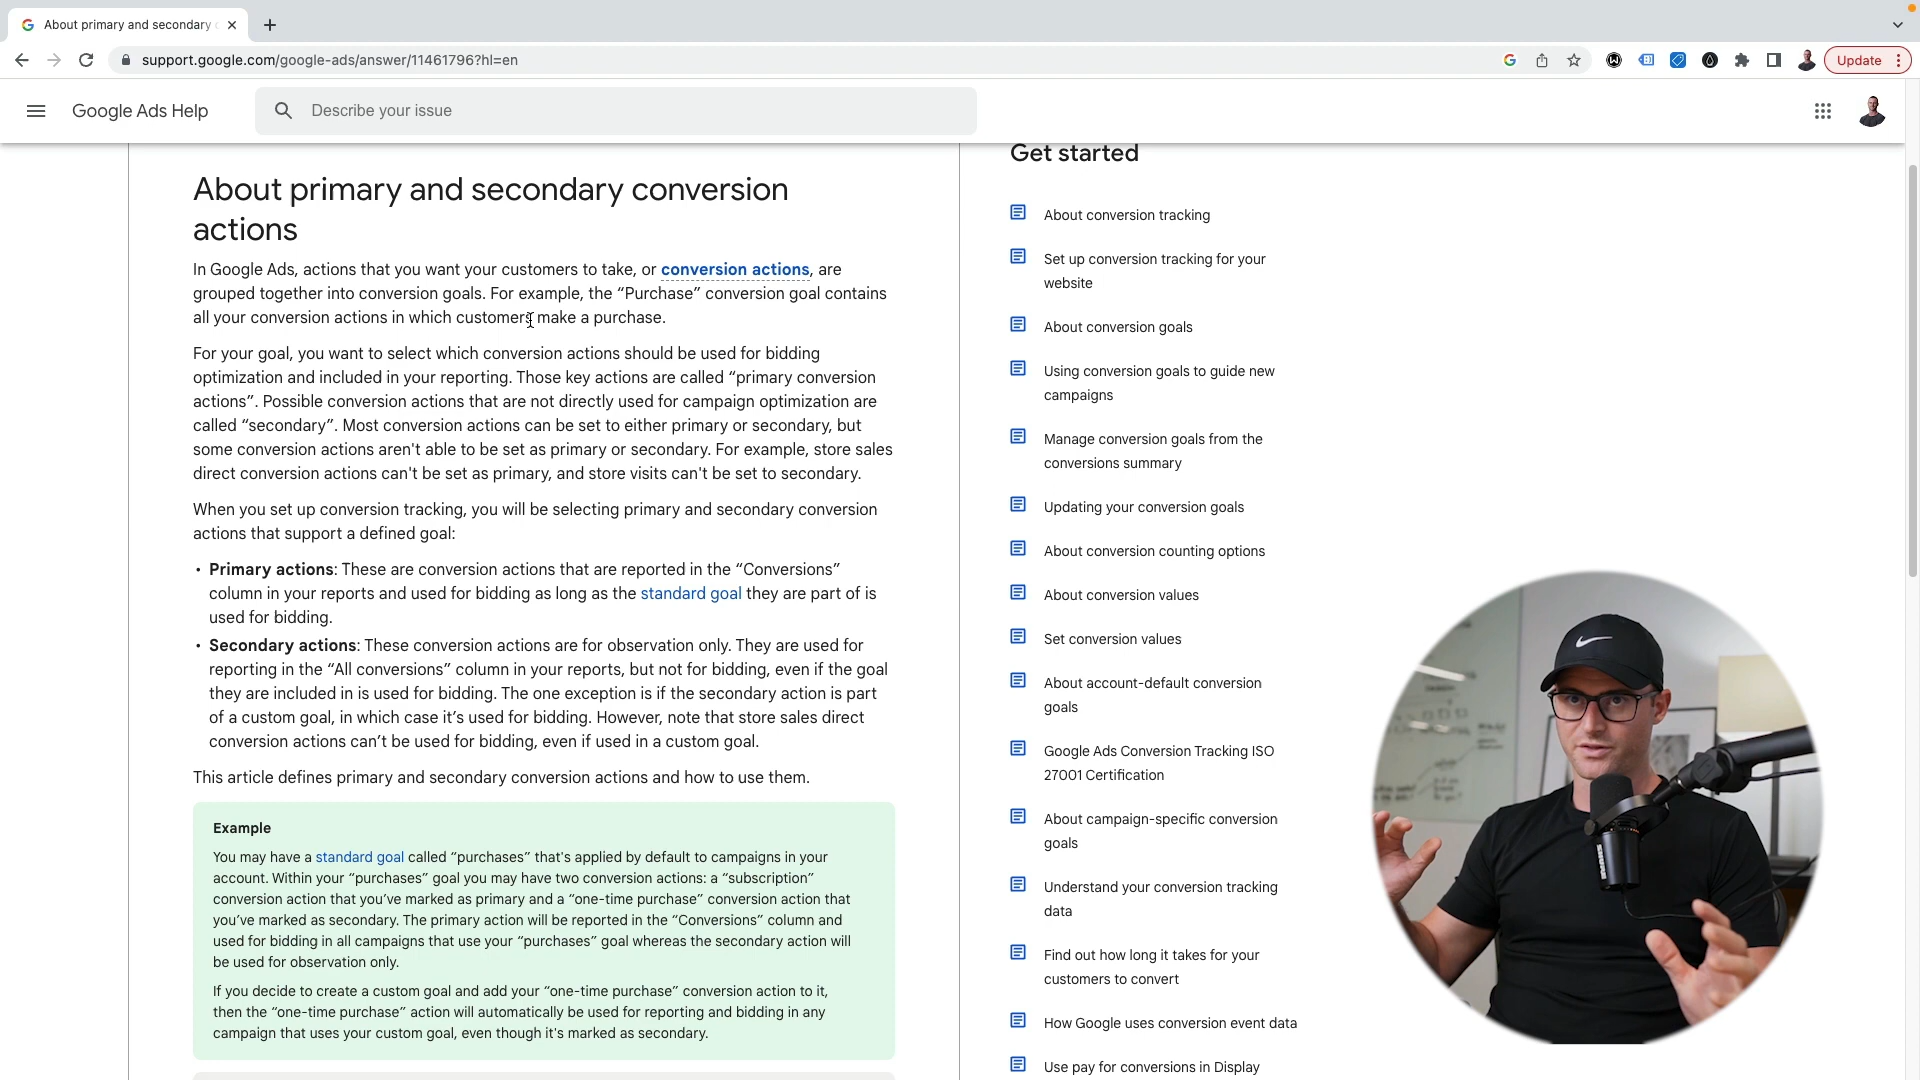 About primary and secondary c
support.google.com/google-ads/answer/11461796?hl=en
Update
Google Ads Help
Describe your issue
About primary and secondary conversion
actions
In Google Ads, actions that you want your customers to take, or conversion actions, are
grouped together into conversion goals. For example, the “Purchase” conversion goal contains
all your conversion actions in which customers make a purchase.
For your goal, you want to select which conversion actions should be used for bidding
optimization and included in your reporting. Those key actions are called “primary conversion
actions”. Possible conversion actions that are not directly used for campaign optimization are
called “secondary”. Most conversion actions can be set to either primary or secondary, but
some conversion actions aren't able to be set as primary or secondary. For example, store sales
direct conversion actions can't be set as primary, and store visits can't be set to secondary.
When you set up conversion tracking, you will be selecting primary and secondary conversion
actions that support a defined goal:
• Primary actions: These are conversion actions that are reported in the “Conversions”
column in your reports and used for bidding as long as the standard goal they are part of is
used for bidding.
• Secondary actions: These conversion actions are for observation only. They are used for
reporting in the “All conversions” column in your reports, but not for bidding, even if the goal
they are included in is used for bidding. The one exception is if the secondary action is part
of a custom goal, in which case it’s used for bidding. However, note that store sales direct
conversion actions can’t be used for bidding, even if used in a custom goal.
This article defines primary and secondary conversion actions and how to use them.
Example
You may have a standard goal called “purchases” that's applied by default to campaigns in your
account. Within your “purchases” goal you may have two conversion actions: a “subscription”
conversion action that you’ve marked as primary and a “one-time purchase” conversion action that
you’ve marked as secondary. The primary action will be reported in the “Conversions” column and
used for bidding in all campaigns that use your “purchases” goal whereas the secondary action will
be used for observation only.
If you decide to create a custom goal and add your “one-time purchase” conversion action to it,
then the “one-time purchase” action will automatically be used for reporting and bidding in any
campaign that uses your custom goal, even though it's marked as secondary.
Get started
About conversion tracking
Set up conversion tracking for your
website
About conversion goals
Using conversion goals to guide new
campaigns
Manage conversion goals from the
conversions summary
Updating your conversion goals
About conversion counting options
About conversion values
Set conversion values
About account-default conversion
goals
Google Ads Conversion Tracking ISO
27001 Certification
About campaign-specific conversion
goals
Understand your conversion tracking
data
Find out how long it takes for your
customers to convert
How Google uses conversion event data
Use pay for conversions in Display